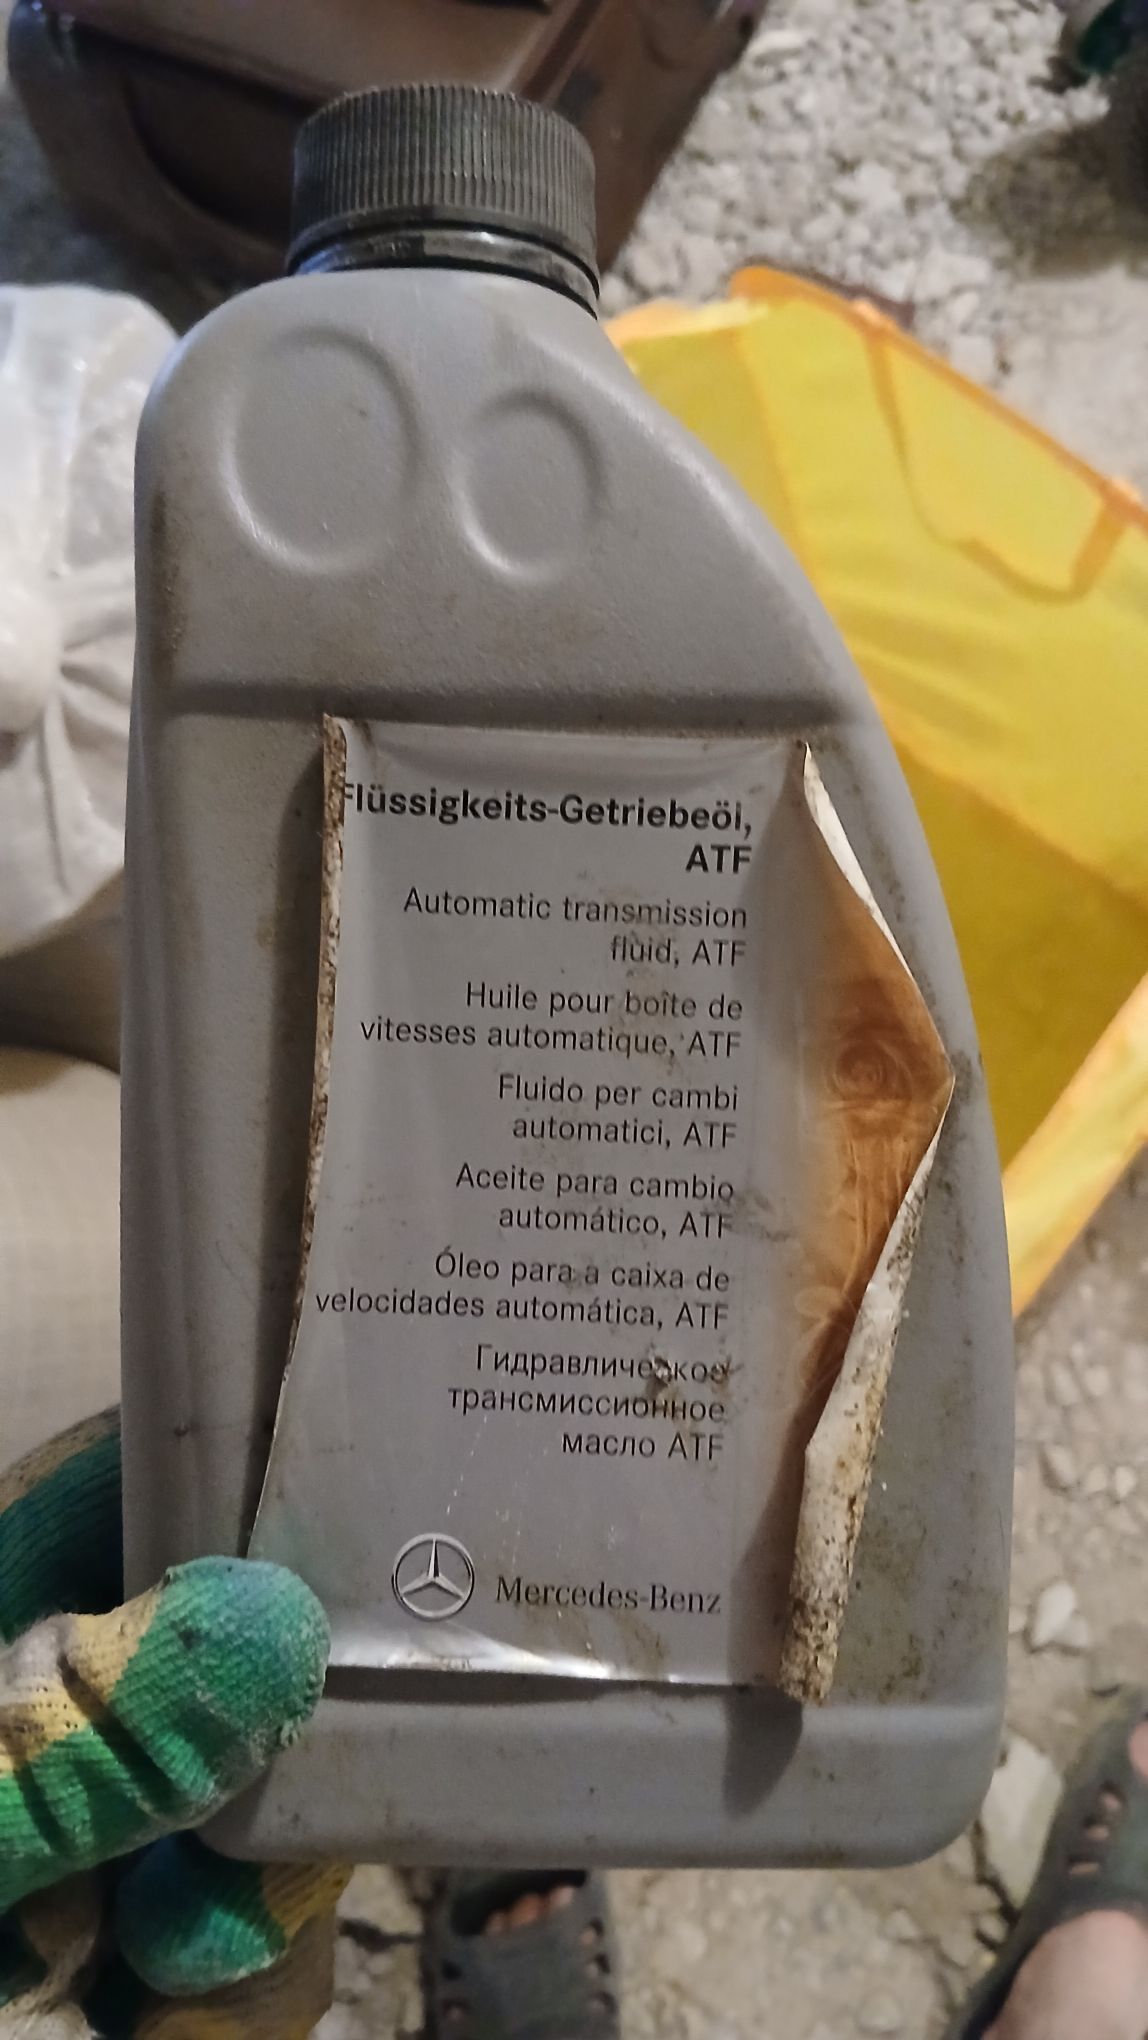 Flüssigkeits-Getriebeöl,
ATF
Automatic transmission
fluid, ATF
Huile pour boîte de
vitesses automatique, ATF
Fluido per cambi
automatici, ATF
Aceite para cambio
automático, ATF
Óleo para a caixa de
velocidades automática, ATF
Гидравлическое
трансмиссионное
масло ATF
Mercedes-Benz